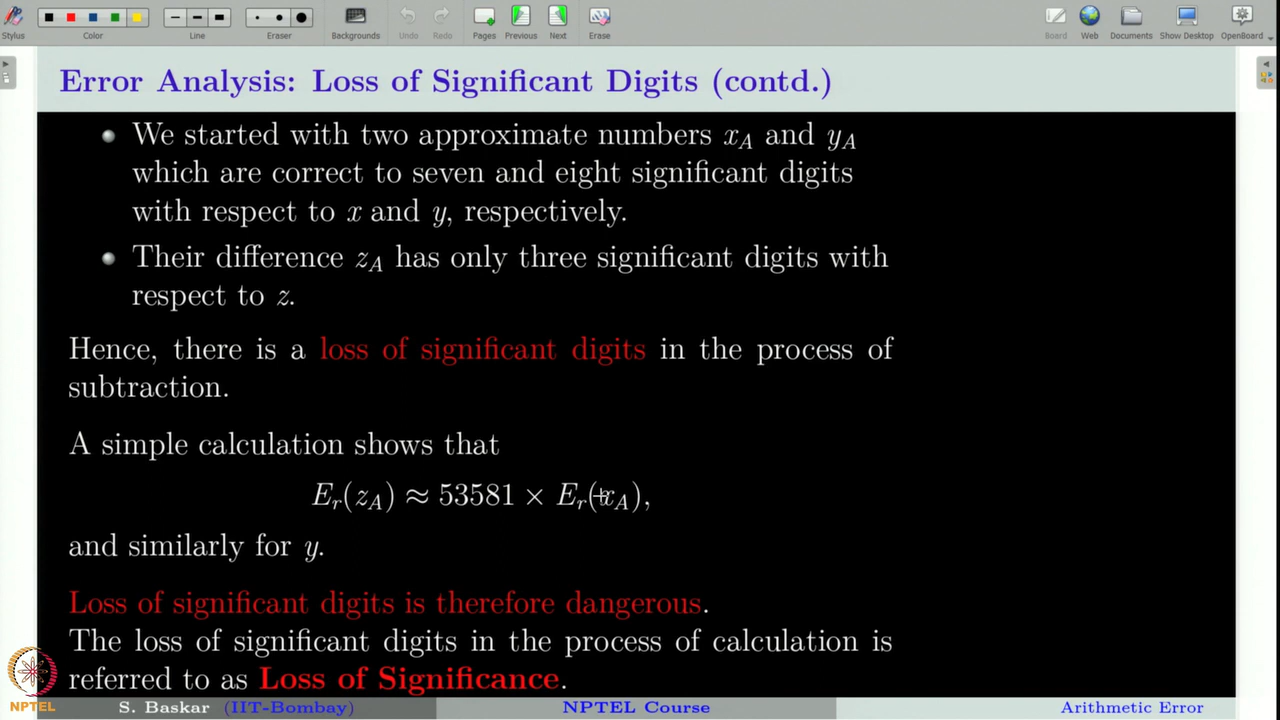 Stylus Color Line Eraser Backgrounds Undo Redo Pages Previous Next Erase Board Web Documents Show Desktop OpenBoard
Error Analysis: Loss of Significant Digits (contd.)
We started with two approximate numbers x_A and y_A
which are correct to seven and eight significant digits
with respect to x and y, respectively.
Their difference z_A has only three significant digits with
respect to z.
Hence, there is a loss of significant digits in the process of
subtraction.
A simple calculation shows that
E_r(z_A) ≈ 53581 × E_r(x_A),
and similarly for y.
Loss of significant digits is therefore dangerous.
The loss of significant digits in the process of calculation is
referred to as Loss of Significance.
NPTEL
S. Baskar (IIT-Bombay) NPTEL Course Arithmetic Error